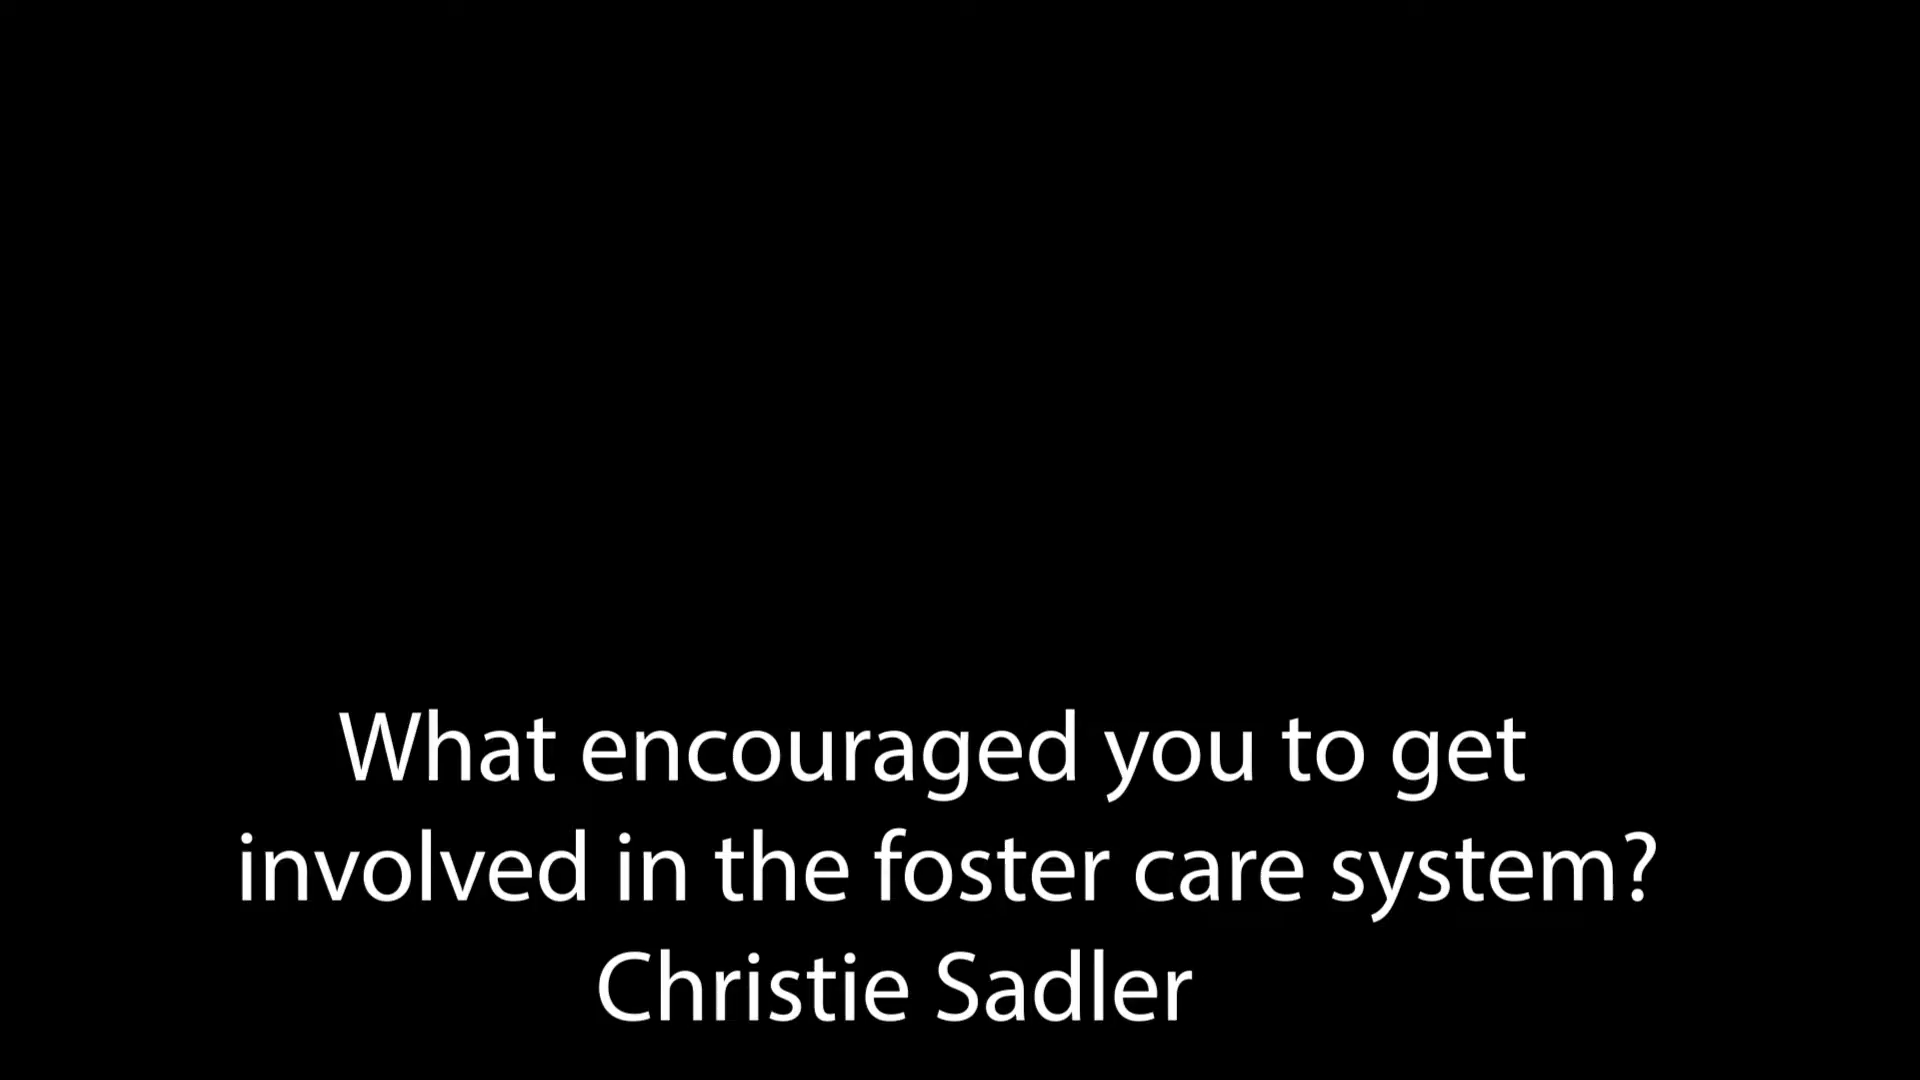 What encouraged you to get
involved in the foster care system?
Christie Sadler